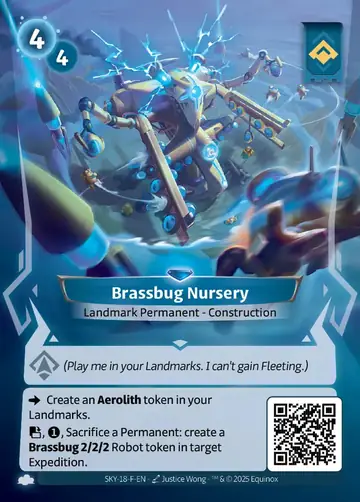 4
4
Brassbug Nursery
Landmark Permanent - Construction
(Play me in your Landmarks. I can't gain Fleeting.)
➔ Create an Aerolith token in your
Landmarks.
, ❶, Sacrifice a Permanent: create a
Brassbug 2/2/2 Robot token in target
Expedition.
SKY-18-F-EN - Justice Wong - ™ & © 2025 Equinox